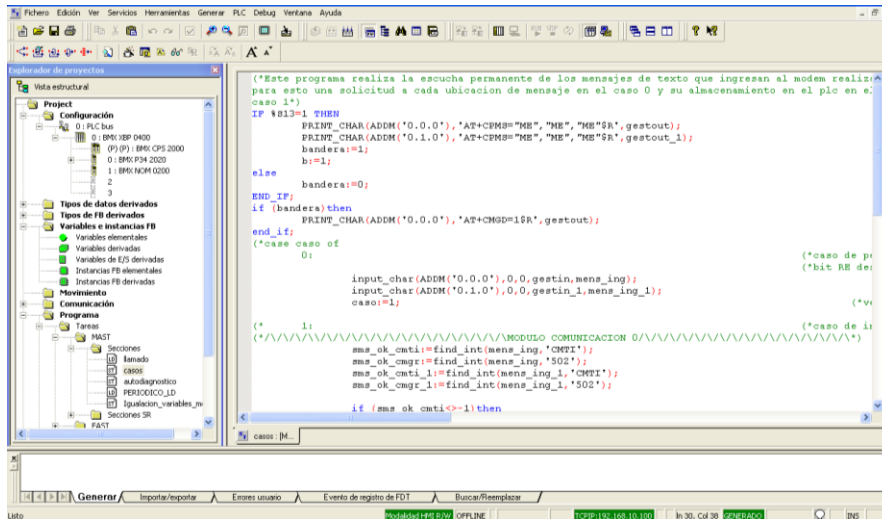 Fichero Edición Ver Servicios Herramientas Generar PLC Debug Ventana Ayuda
Explorador de proyectos
Vista estructural
Project
Configuración
0 : PLC bus
0 : BMX XBP 0400
(P) (P) : BMX CPS 2000
0 : BMX P34 2020
1 : BMX NOM 0200
2
3
Tipos de datos derivados
Tipos de FB derivados
Variables e instancias FB
Variables elementales
Variables derivadas
Variables de E/S derivadas
Instancias FB elementales
Instancias FB derivadas
Movimiento
Comunicación
Programa
Tareas
MAST
Secciones
llamado
casos
autodiagnostico
PERIODICO_LD
Igualacion_variables_m
Secciones SR
FAST
(*Este programa realiza la escucha permanente de los mensajes de texto que ingresan al modem realiz
para esto una solicitud a cada ubicacion de mensaje en el caso 0 y su almacenamiento en el plc en el
caso 1*)
IF %S13=1 THEN
PRINT_CHAR(ADDM('0.0.0'),'AT+CPMS="ME","ME","ME"$R',gestout);
PRINT_CHAR(ADDM('0.1.0'),'AT+CPMS="ME","ME","ME"$R',gestout_1);
bandera:=1;
b:=1;
else
bandera:=0;
END_IF;
if (bandera)then
PRINT_CHAR(ADDM('0.0.0'),'AT+CMGD=1$R',gestout);
end_if;
(*case caso of
0: (*caso de p
(*bit RE de
input_char(ADDM('0.0.0'),0,0,gestin,mens_ing);
input_char(ADDM('0.1.0'),0,0,gestin_1,mens_ing_1);
caso:=1; (*v
(* 1: (*caso de i
(*/\/\/\/\\/\/\/\/\/\/\/\/\/\/\/\/\/\MODULO COMUNICACION 0/\/\/\/\/\/\/\/\/\/\/\/\/\/\/\*)
sms_ok_cmti:=find_int(mens_ing,'CMTI');
sms_ok_cmgr:=find_int(mens_ing,'502');
sms_ok_cmti_1:=find_int(mens_ing_1,'CMTI');
sms_ok_cmgr_1:=find_int(mens_ing_1,'502');
if (sms_ok_cmti<>-1)then
casos : [M...
Generar Importar/exportar Errores usuario Evento de registro de FDT Buscar/Reemplazar
Listo Modalidad HMI R/W OFFLINE TCPIP:192.168.10.100 ln 30, Col 38 GENERADO INS